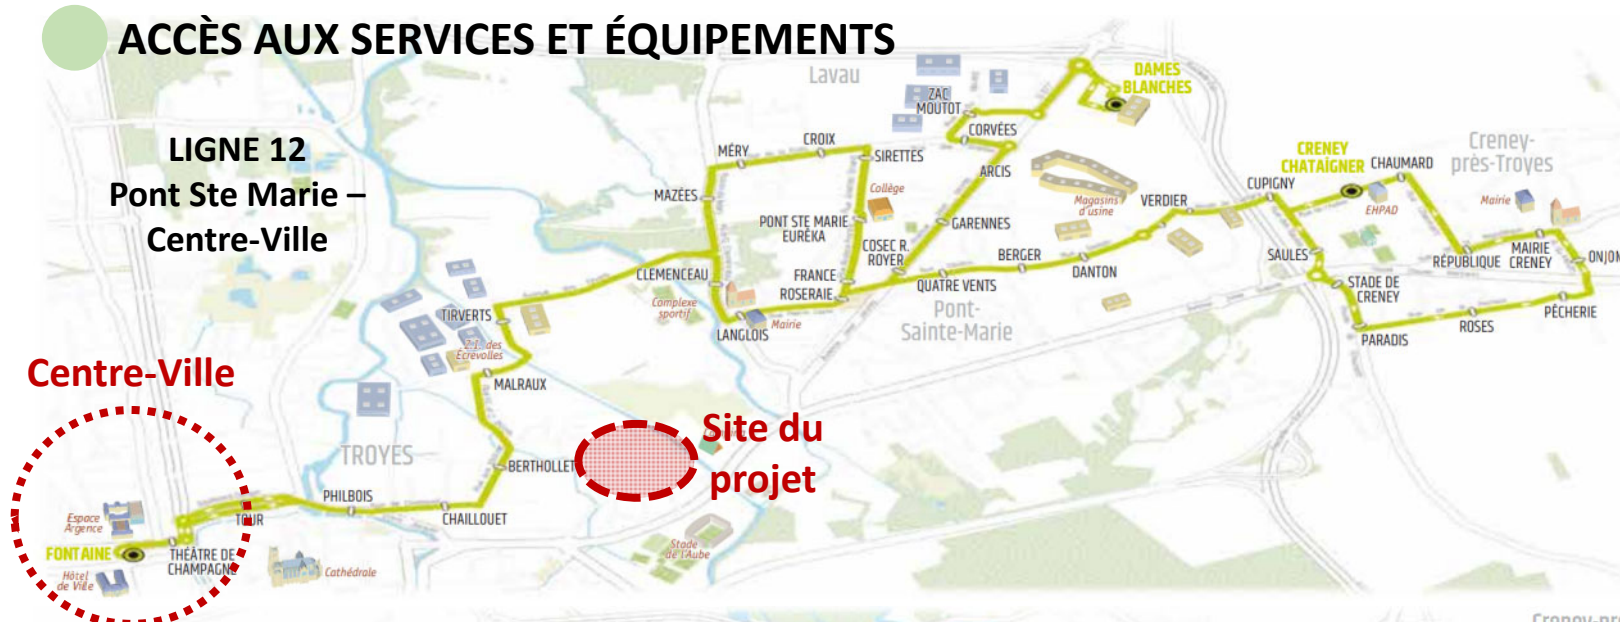 ACCÈS AUX SERVICES ET ÉQUIPEMENTS
LIGNE 12
Pont Ste Marie –
Centre-Ville
Lavau
DAMES
BLANCHES
ZAC
MOUTOT
CORVÉES
CROIX
MÉRY
SIRETTES
ARCIS
Collège
MAZÉES
PONT STE MARIE
EURÊKA
GARENNES
COSEC R.
ROYER
Magasins
d'usine
VERDIER
CUPIGNY
CRENEY
CHATAÎGNER
CHAUMARD
Creney-
près-Troyes
EHPAD
Mairie
SAULES
RÉPUBLIQUE
MAIRIE
CRENEY
ONJON
STADE DE
CRENEY
PÊCHERIE
ROSES
PARADIS
BERGER
DANTON
QUATRE VENTS
Pont-
Sainte-Marie
CLEMENCEAU
FRANCE
ROSERAIE
Complexe
sportif
LANGLOIS
Mairie
TIRVERTS
Z.I. des
Ecrevolles
MALRAUX
Centre-Ville
Site du
projet
TROYES
BERTHOLLET
PHILBOIS
CHAILLOUET
TOUR
Espace
Argence
FONTAINE
THÉÂTRE DE
CHAMPAGNE
Hôtel
de Ville
Cathédrale
Stade
de l'Aube